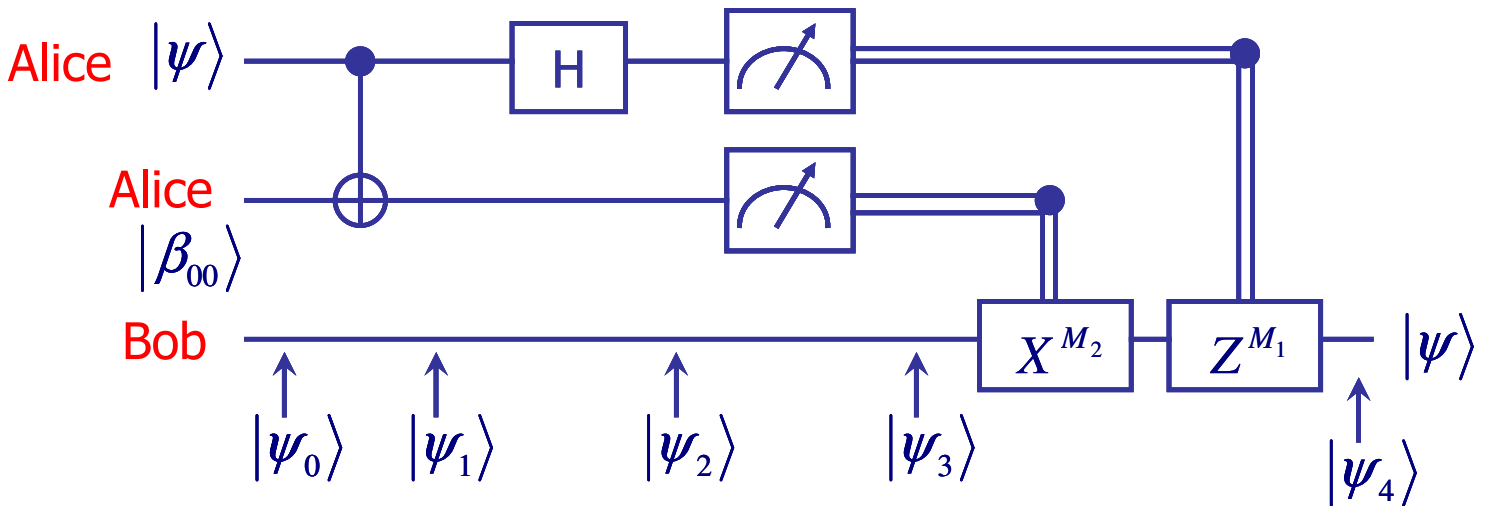 Alice |ψ⟩ H
Alice
|β₀₀⟩
Bob X^{M₂} Z^{M₁} |ψ⟩
|ψ₀⟩ |ψ₁⟩ |ψ₂⟩ |ψ₃⟩
|ψ₄⟩